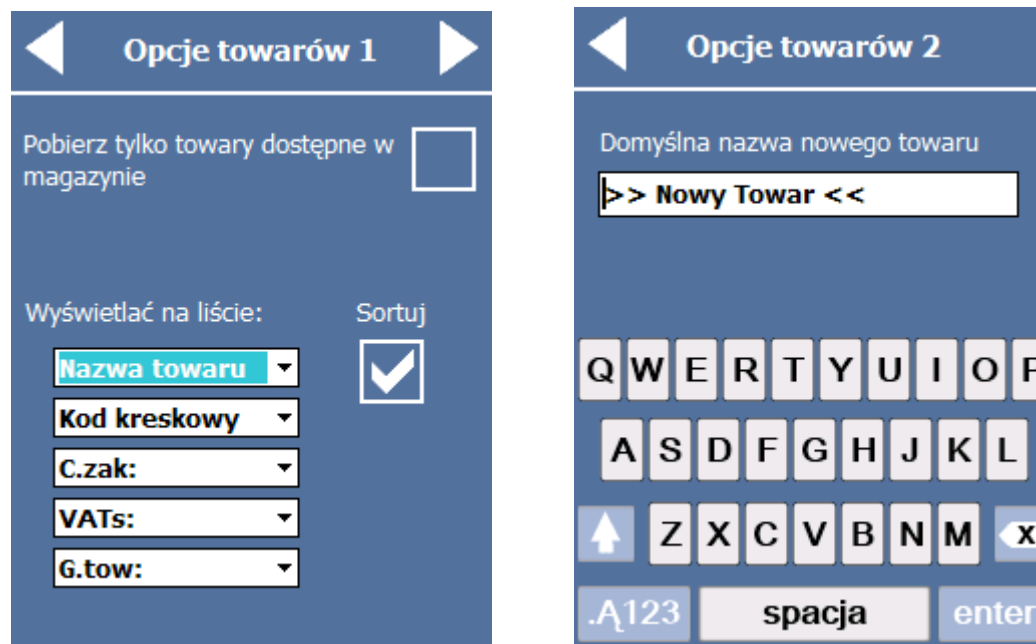 Opcje towarów 1
Pobierz tylko towary dostępne w
magazynie
Wyświetlać na liście:
Sortuj
Nazwa towaru
Kod kreskowy
C.zak:
VATs:
G.tow:
Opcje towarów 2
Domyślna nazwa nowego towaru
>> Nowy Towar <<
Q W E R T Y U I O P
A S D F G H J K L
Z X C V B N M x
.Ą123 spacja enter